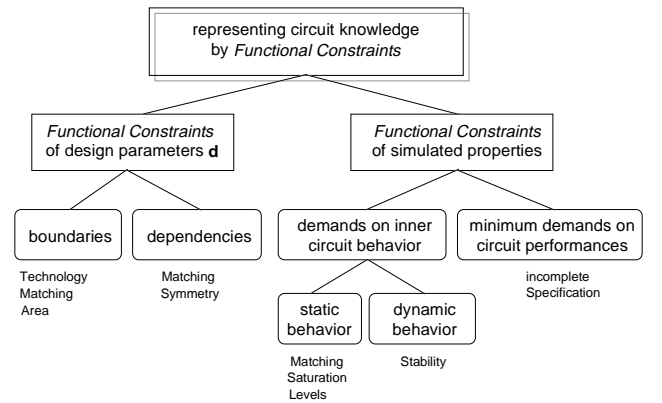 representing circuit knowledge
by Functional Constraints
Functional Constraints
of design parameters d
Functional Constraints
of simulated properties
boundaries
dependencies
demands on inner
circuit behavior
minimum demands on
circuit performances
Technology
Matching
Area
Matching
Symmetry
incomplete
Specification
static
behavior
dynamic
behavior
Matching
Saturation
Levels
Stability